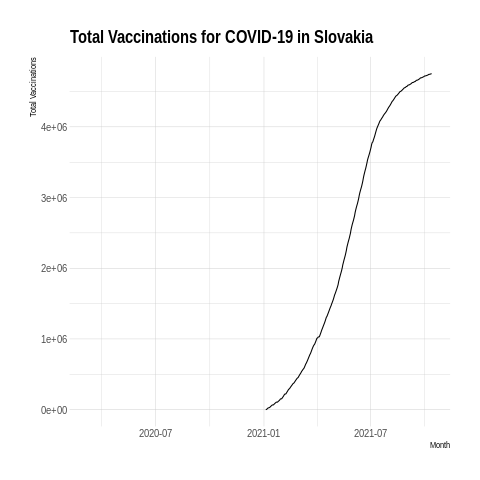 Total Vaccinations for COVID-19 in Slovakia
Total Vaccinations
4e+06
3e+06
2e+06
1e+06
0e+00
2020-07 2021-01 2021-07
Month